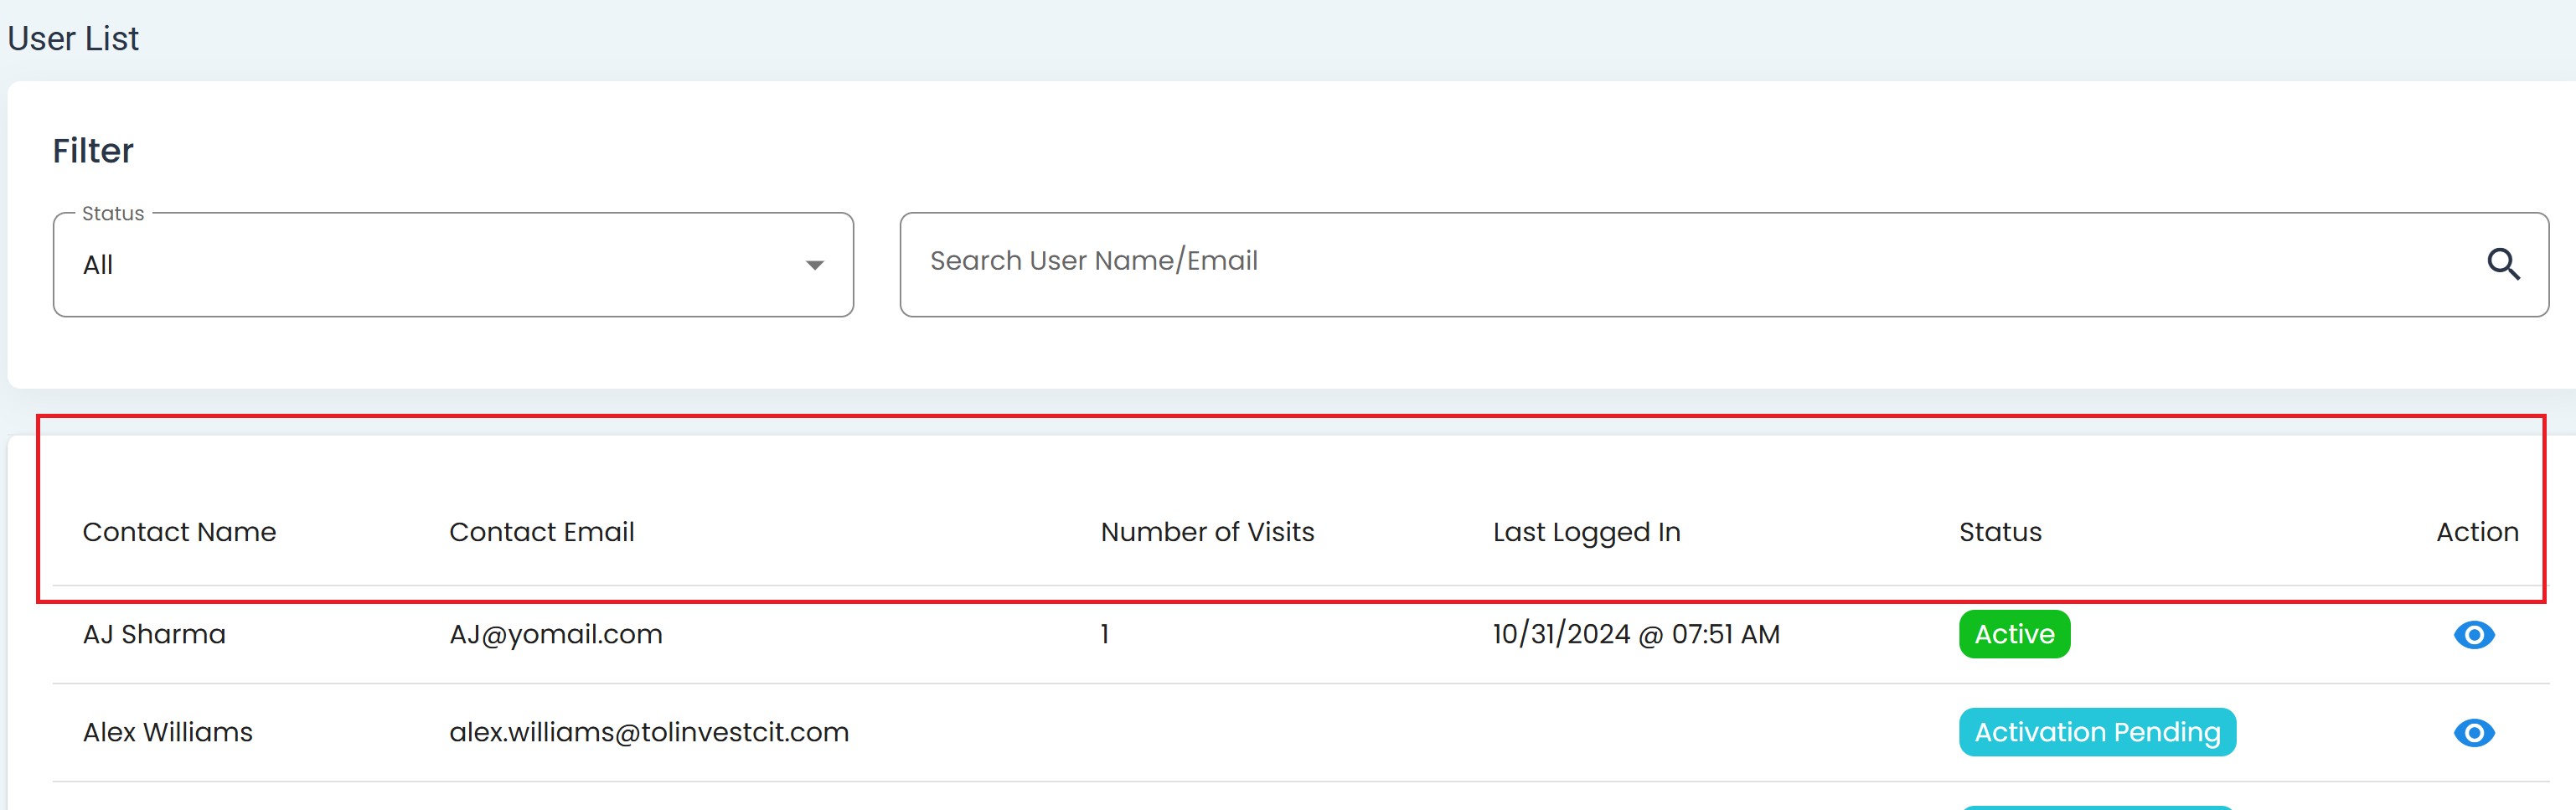 User List
Filter
Status
All
Search User Name/Email
Contact Name Contact Email Number of Visits Last Logged In Status Action
AJ Sharma AJ@yomail.com 1 10/31/2024 @ 07:51 AM Active
Alex Williams alex.williams@tolinvestcit.com Activation Pending